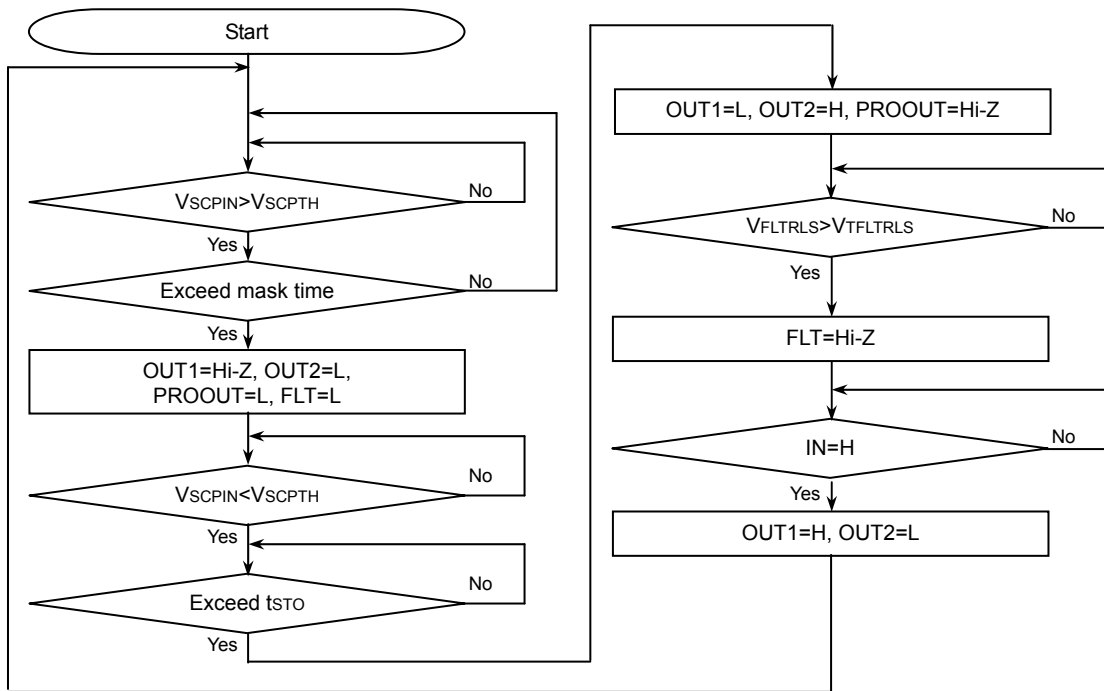 Start
VSCPIN>VSCPTH
No
Yes
Exceed mask time
No
Yes
OUT1=Hi-Z, OUT2=L,
PROOUT=L, FLT=L
VSCPIN<VSCPTH
No
Yes
Exceed tSTO
No
Yes
OUT1=L, OUT2=H, PROOUT=Hi-Z
VFLTRLS>VTFLTRLS
No
Yes
FLT=Hi-Z
IN=H
No
Yes
OUT1=H, OUT2=L